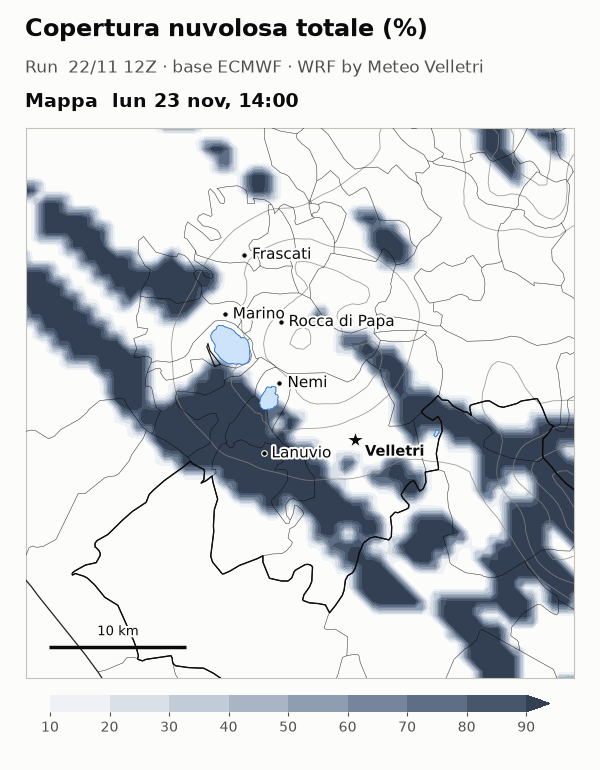 Copertura nuvolosa totale (%)
Run 22/11 12Z · base ECMWF · WRF by Meteo Velletri
Mappa lun 23 nov, 14:00
Frascati
Marino
Rocca di Papa
Nemi
Velletri
Lanuvio
10 km
10 20 30 40 50 60 70 80 90